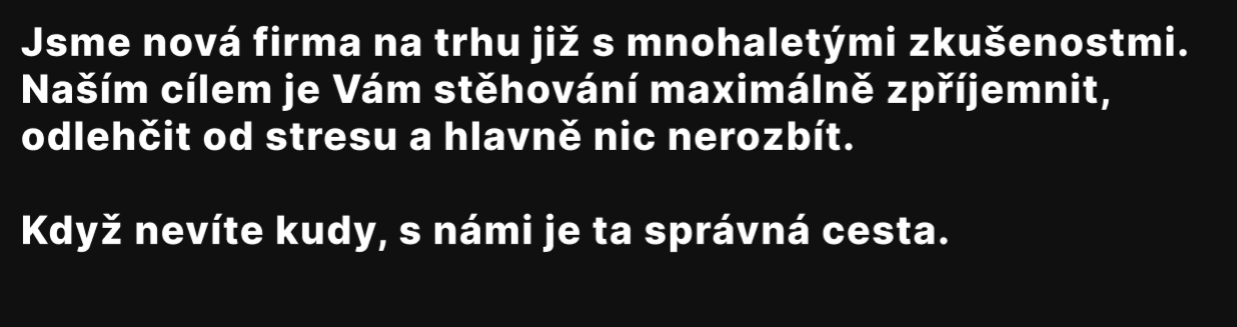 Jsme nová firma na trhu již s mnohaletými zkušenostmi.
Naším cílem je Vám stěhování maximálně zpříjemnit,
odlehčit od stresu a hlavně nic nerozbít.
Když nevíte kudy, s námi je ta správná cesta.